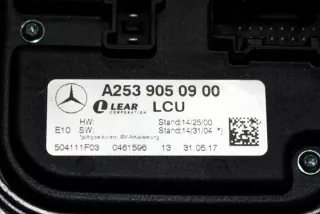 A253 905 09 00
LEAR LCU
CORPORATION
HW: Stand:14/25/00
E10 SW: Stand:14/31/04 *)
504111F03 0461596 13 31.05.17